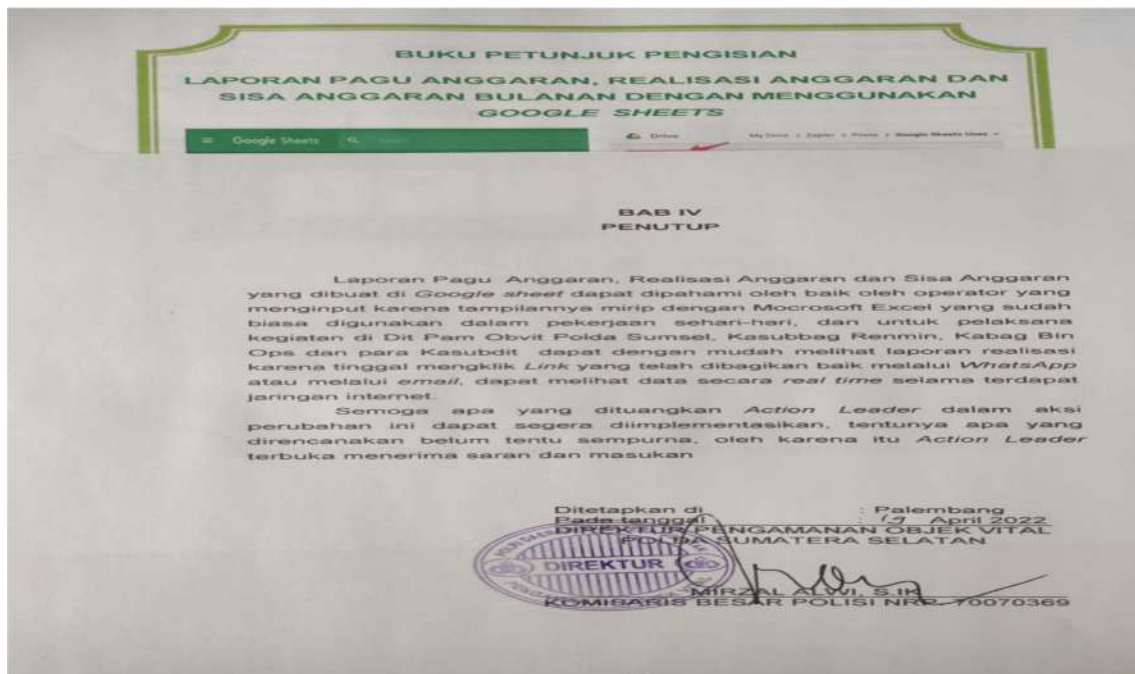 BUKU PETUNJUK PENGISIAN
LAPORAN PAGU ANGGARAN, REALISASI ANGGARAN DAN
SISA ANGGARAN BULANAN DENGAN MENGGUNAKAN
GOOGLE SHEETS
Google Sheets
Drive My Drive > Zapier > Posts > Google Sheets Uses
BAB IV
PENUTUP
Laporan Pagu Anggaran, Realisasi Anggaran dan Sisa Anggaran
yang dibuat di Google sheet dapat dipahami oleh baik oleh operator yang
menginput karena tampilannya mirip dengan Mocrosoft Excel yang sudah
biasa digunakan dalam pekerjaan sehari-hari, dan untuk pelaksana
kegiatan di Dit Pam Obvit Polda Sumsel, Kasubbag Renmin, Kabag Bin
Ops dan para Kasubdit dapat dengan mudah melihat laporan realisasi
karena tinggal mengklik Link yang telah dibagikan baik melalui WhatsApp
atau melalui email, dapat melihat data secara real time selama terdapat
jaringan internet.
Semoga apa yang dituangkan Action Leader dalam aksi
perubahan ini dapat segera diimplementasikan, tentunya apa yang
direncanakan belum tentu sempurna, oleh karena itu Action Leader
terbuka menerima saran dan masukan
Ditetapkan di : Palembang
Pada tanggal : April 2022
DIREKTUR PENGAMANAN OBJEK VITAL
POLDA SUMATERA SELATAN
DIREKTUR
MIRZAL ALWI, S.IK
KOMISARIS BESAR POLISI NRP 70070369